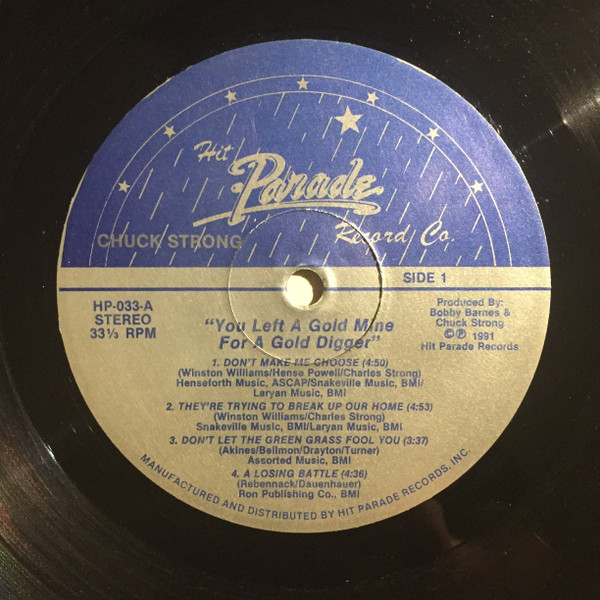 Hit
Parade
Record Co.
CHUCK STRONG
SIDE 1
HP-033-A
STEREO
33⅓ RPM
Produced By:
Bobby Barnes &
Chuck Strong
©℗ 1991
Hit Parade Records
"You Left A Gold Mine
For A Gold Digger"
1. DON'T MAKE ME CHOOSE (4:50)
(Winston Williams/Hense Powell/Charles Strong)
Henseforth Music, ASCAP/Snakeville Music, BMI/
Laryan Music, BMI
2. THEY'RE TRYING TO BREAK UP OUR HOME (4:53)
(Winston Williams/Charles Strong)
Snakeville Music, BMI/Laryan Music, BMI
3. DON'T LET THE GREEN GRASS FOOL YOU (3:37)
(Akines/Bellmon/Drayton/Turner)
Assorted Music, BMI
4. A LOSING BATTLE (4:36)
(Rebennack/Dauenhauer)
Ron Publishing Co., BMI
MANUFACTURED AND DISTRIBUTED BY HIT PARADE RECORDS, INC.